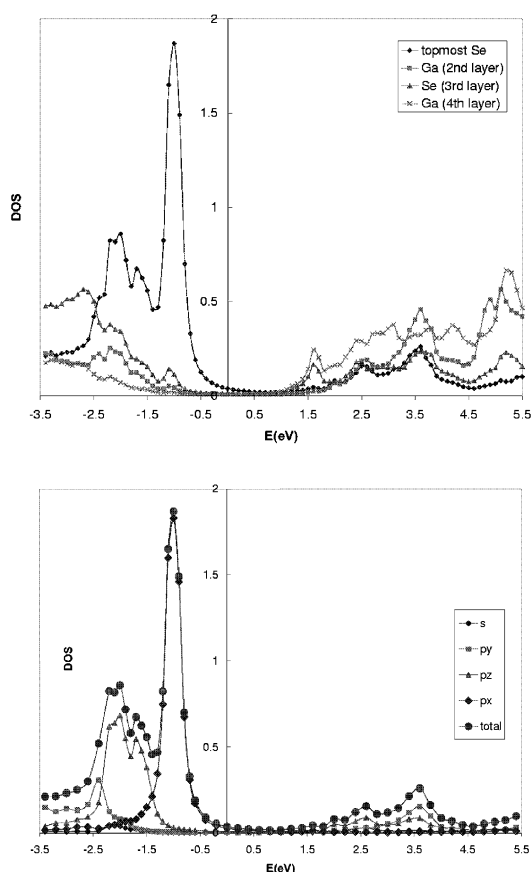 2
topmost Se
Ga (2nd layer)
Se (3rd layer)
Ga (4th layer)
1.5
DOS
1
0.5
0
-3.5 -2.5 -1.5 -0.5 0.5 1.5 2.5 3.5 4.5 5.5
E(eV)
2
1.5
s
py
pz
px
total
DOS
1
0.5
0
-3.5 -2.5 -1.5 -0.5 0.5 1.5 2.5 3.5 4.5 5.5
E(eV)